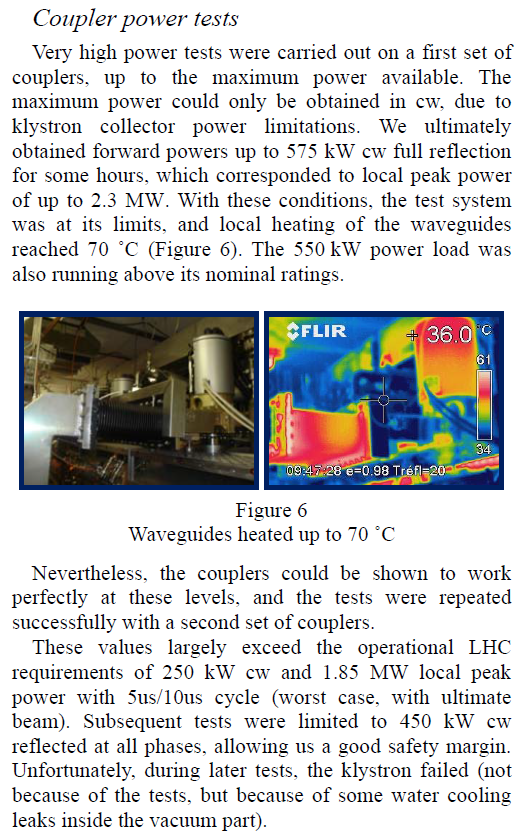 Coupler power tests
Very high power tests were carried out on a first set of
couplers, up to the maximum power available. The
maximum power could only be obtained in cw, due to
klystron collector power limitations. We ultimately
obtained forward powers up to 575 kW cw full reflection
for some hours, which corresponded to local peak power
of up to 2.3 MW. With these conditions, the test system
was at its limits, and local heating of the waveguides
reached 70 ˚C (Figure 6). The 550 kW power load was
also running above its nominal ratings.
FLIR
36.0 °C
61
34
09:47:28 e=0.98 Tréfl=20
Figure 6
Waveguides heated up to 70 ˚C
Nevertheless, the couplers could be shown to work
perfectly at these levels, and the tests were repeated
successfully with a second set of couplers.
These values largely exceed the operational LHC
requirements of 250 kW cw and 1.85 MW local peak
power with 5us/10us cycle (worst case, with ultimate
beam). Subsequent tests were limited to 450 kW cw
reflected at all phases, allowing us a good safety margin.
Unfortunately, during later tests, the klystron failed (not
because of the tests, but because of some water cooling
leaks inside the vacuum part).